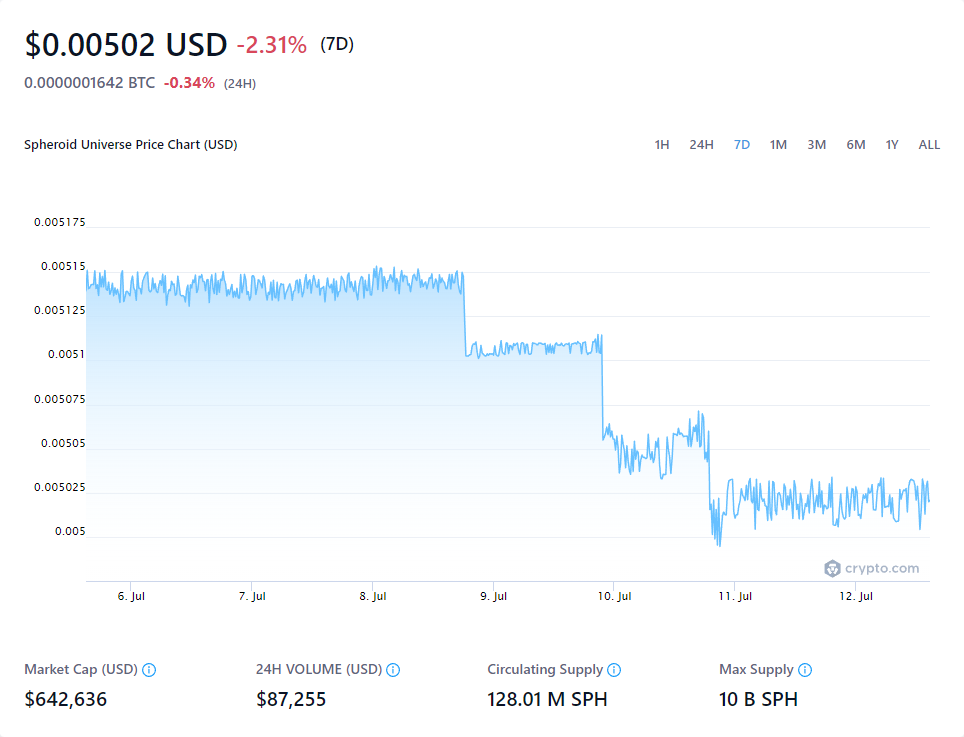 $0.00502 USD -2.31% (7D)
0.0000001642 BTC -0.34% (24H)
Spheroid Universe Price Chart (USD) 1H 24H 7D 1M 3M 6M 1Y ALL
0.005175
0.00515
0.005125
0.0051
0.005075
0.00505
0.005025
0.005
crypto.com
6. Jul 7. Jul 8. Jul 9. Jul 10. Jul 11. Jul 12. Jul
Market Cap (USD) 24H VOLUME (USD) Circulating Supply Max Supply
$642,636 $87,255 128.01 M SPH 10 B SPH